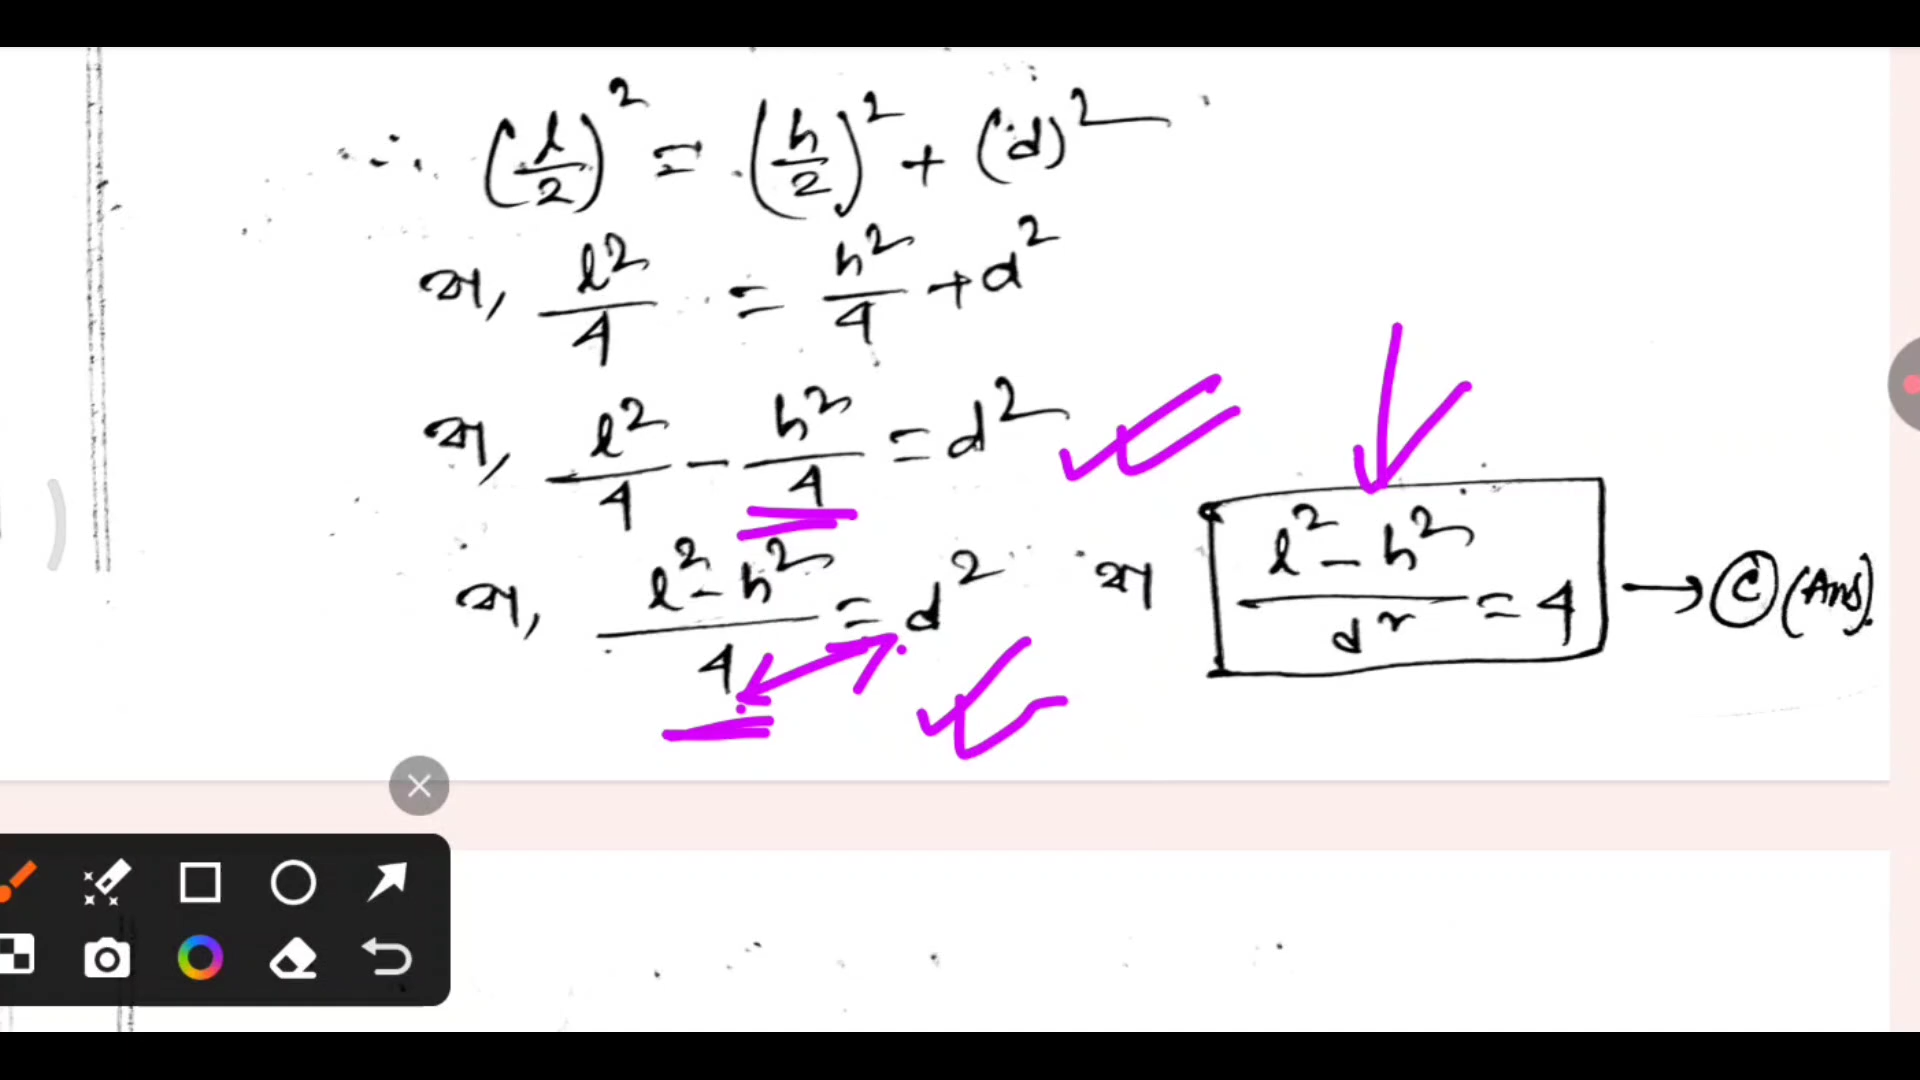 ∴ (l/2)² = (h/2)² + (d)²
বা, l²/4 = h²/4 + d²
বা, l²/4 - h²/4 = d²
বা, (l² - h²)/4 = d² বা (l² - h²)/d² = 4 → Ⓒ (Ans).